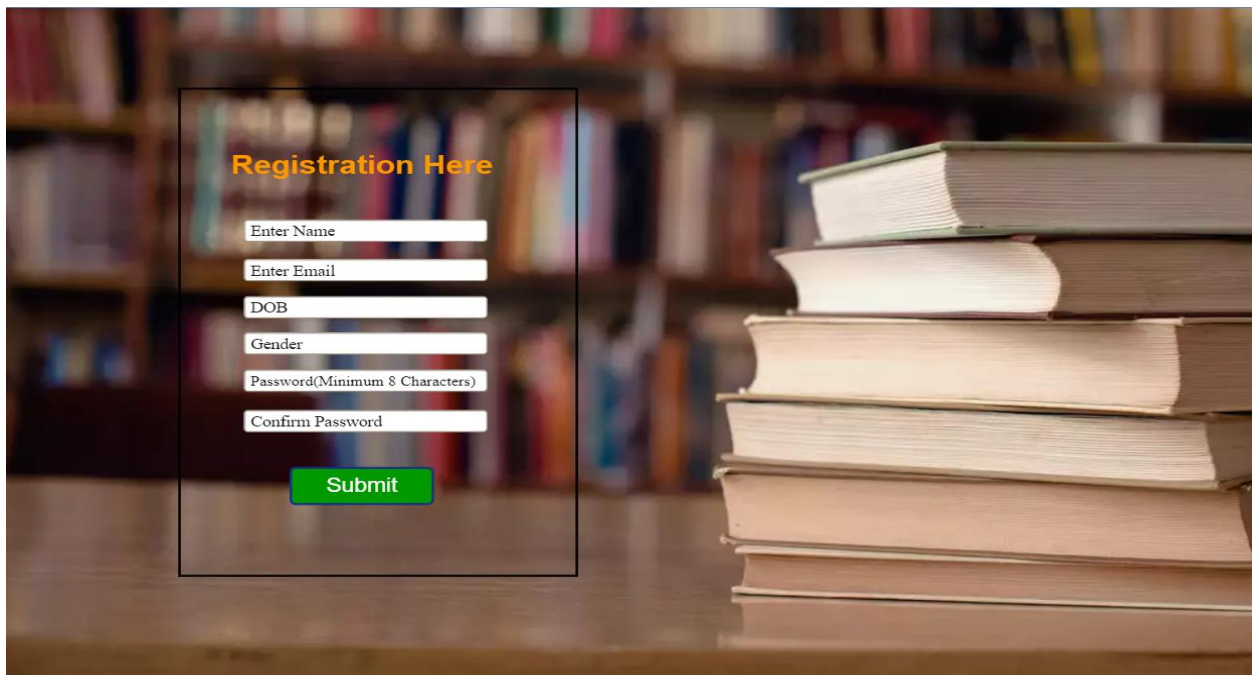 Registration Here
Enter Name
Enter Email
DOB
Gender
Password(Minimum 8 Characters)
Confirm Password
Submit